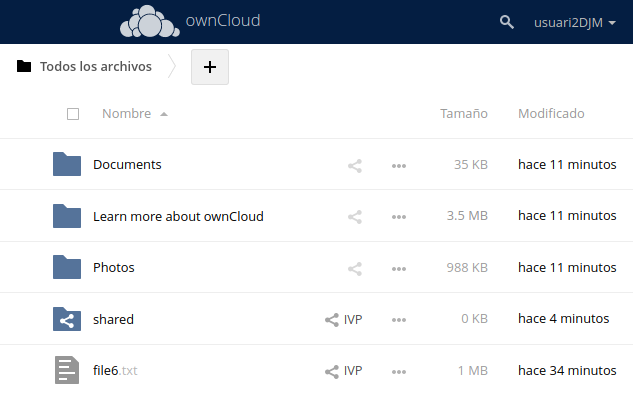 ownCloud
usuari2DJM
Todos los archivos
+
Nombre Tamaño Modificado
Documents 35 KB hace 11 minutos
Learn more about ownCloud 3.5 MB hace 11 minutos
Photos 988 KB hace 11 minutos
shared IVP 0 KB hace 4 minutos
file6.txt IVP 1 MB hace 34 minutos